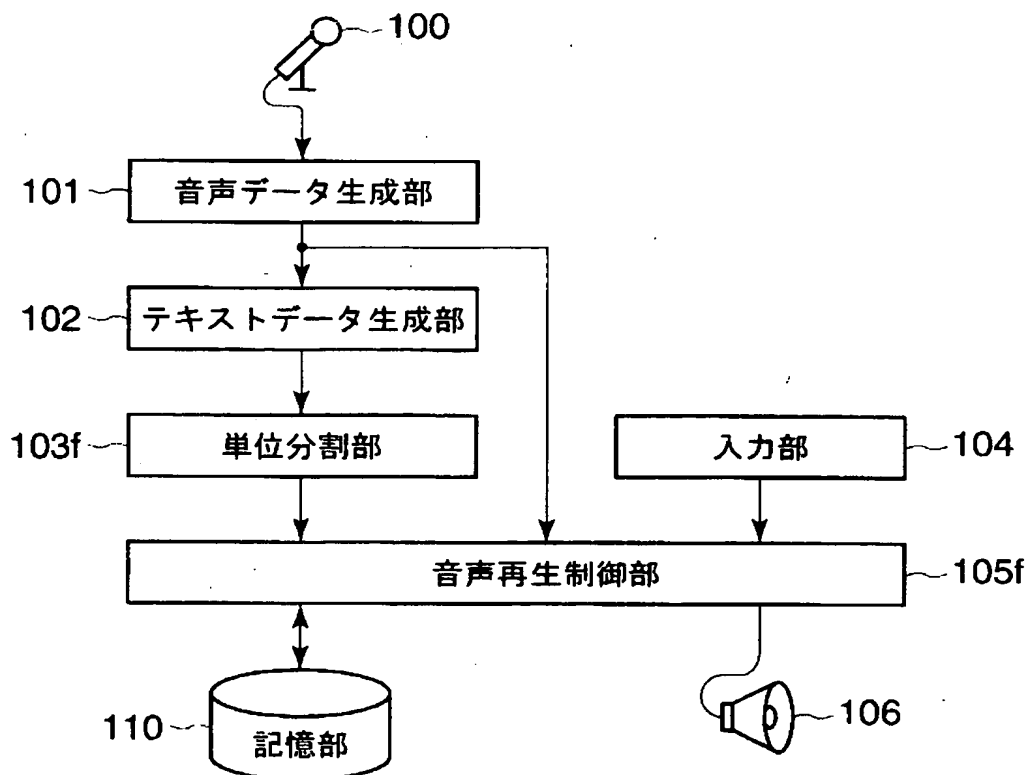 100
101 音声データ生成部
102 テキストデータ生成部
103f 単位分割部
入力部 104
音声再生制御部 105f
110 記憶部
106